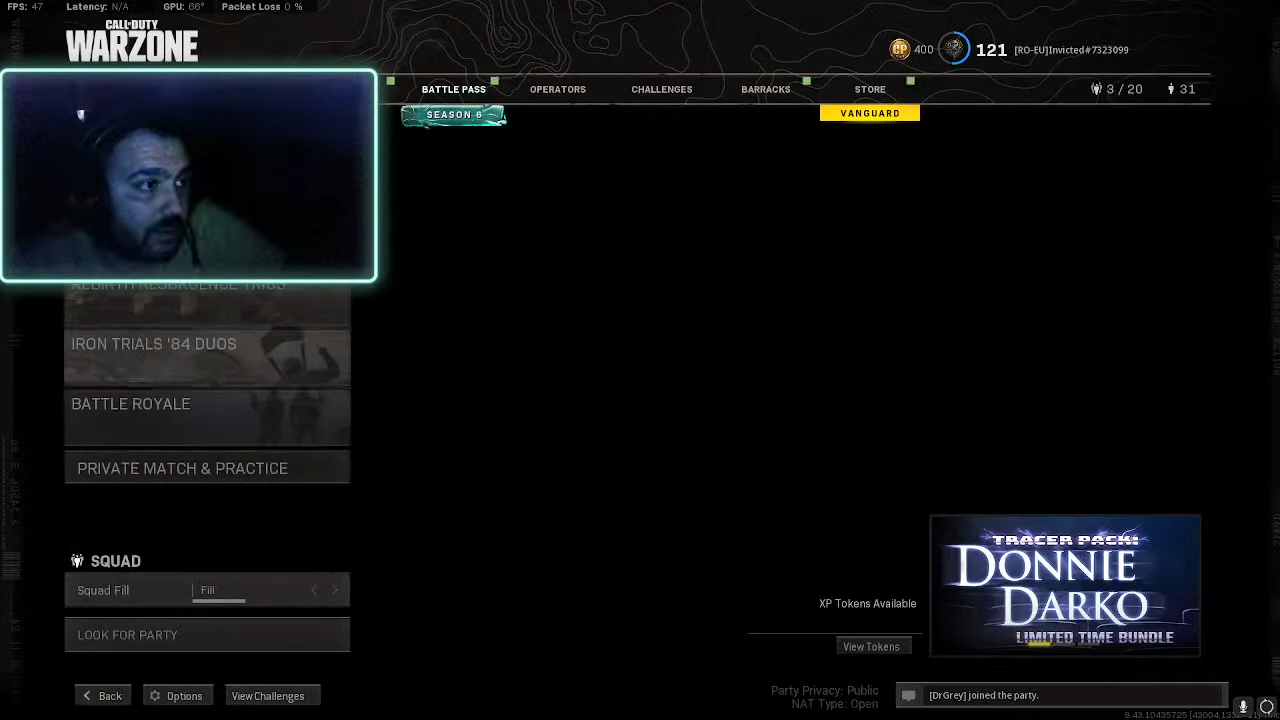 FPS: 47 Latency: N/A GPU: 66° Packet Loss 0 %
CALL OF DUTY
WARZONE
CP 400 121 [RO-EU]Invicted#7323099
BATTLE PASS OPERATORS CHALLENGES BARRACKS STORE 3 / 20 31
SEASON 6 VANGUARD
REBIRTH RESURGENCE TRIOS
IRON TRIALS '84 DUOS
BATTLE ROYALE
PRIVATE MATCH & PRACTICE
SQUAD
Squad Fill Fill
LOOK FOR PARTY
XP Tokens Available
View Tokens
TRACER PACK:
DONNIE
DARKO
LIMITED TIME BUNDLE
Back Options View Challenges
Party Privacy: Public
NAT Type: Open
[DrGrey] joined the party.